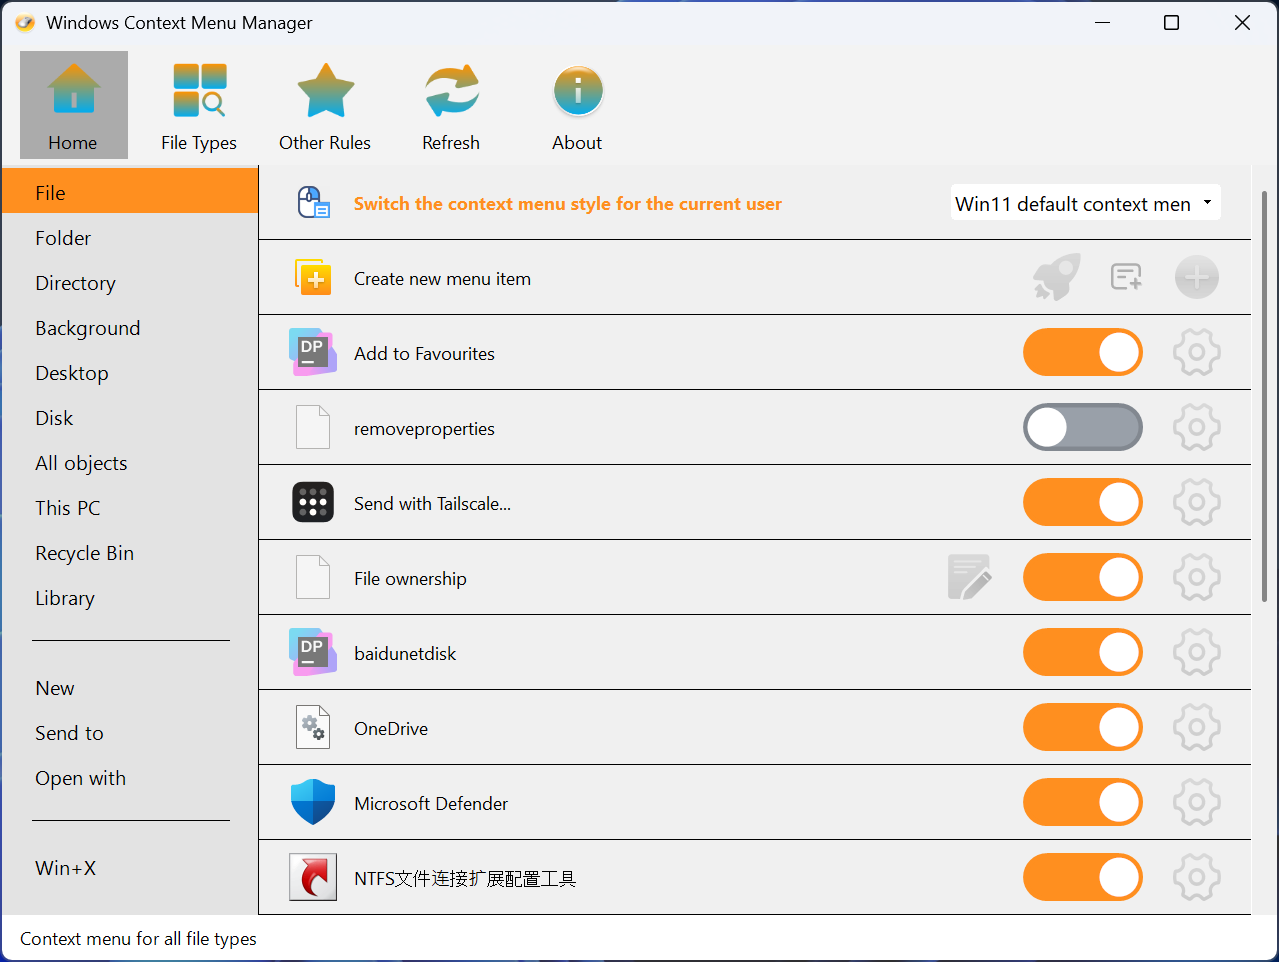 Windows Context Menu Manager
Home
File Types
Other Rules
Refresh
About
File
Folder
Directory
Background
Desktop
Disk
All objects
This PC
Recycle Bin
Library
New
Send to
Open with
Win+X
Switch the context menu style for the current user
Win11 default context men
Create new menu item
DP
Add to Favourites
removeproperties
Send with Tailscale...
File ownership
DP
baidunetdisk
OneDrive
Microsoft Defender
NTFS文件连接扩展配置工具
Context menu for all file types